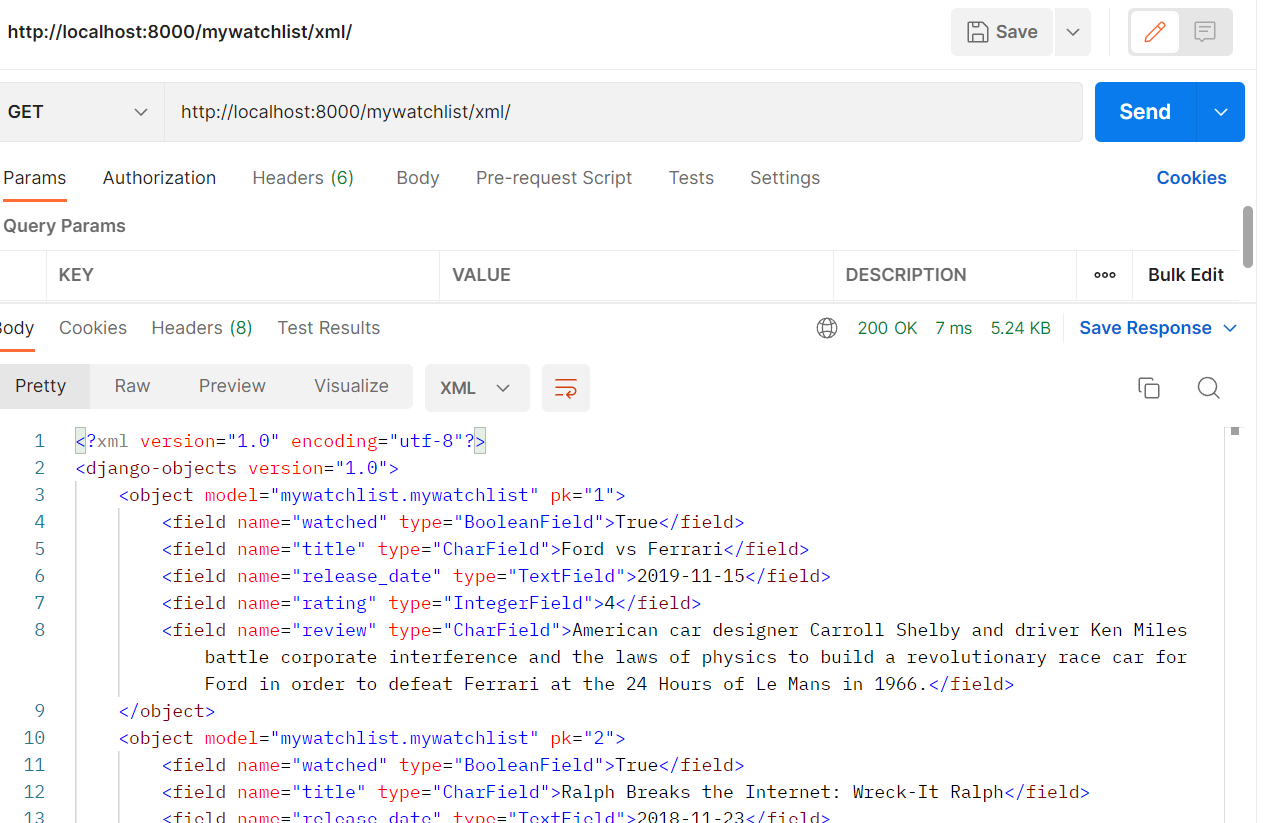 http://localhost:8000/mywatchlist/xml/
Save
GET
http://localhost:8000/mywatchlist/xml/
Send
Params Authorization Headers (6) Body Pre-request Script Tests Settings Cookies
Query Params
KEY VALUE DESCRIPTION Bulk Edit
Body Cookies Headers (8) Test Results 200 OK 7 ms 5.24 KB Save Response
Pretty Raw Preview Visualize XML
1 <?xml version="1.0" encoding="utf-8"?>
2 <django-objects version="1.0">
3 <object model="mywatchlist.mywatchlist" pk="1">
4 <field name="watched" type="BooleanField">True</field>
5 <field name="title" type="CharField">Ford vs Ferrari</field>
6 <field name="release_date" type="TextField">2019-11-15</field>
7 <field name="rating" type="IntegerField">4</field>
8 <field name="review" type="CharField">American car designer Carroll Shelby and driver Ken Miles
battle corporate interference and the laws of physics to build a revolutionary race car for
Ford in order to defeat Ferrari at the 24 Hours of Le Mans in 1966.</field>
9 </object>
10 <object model="mywatchlist.mywatchlist" pk="2">
11 <field name="watched" type="BooleanField">True</field>
12 <field name="title" type="CharField">Ralph Breaks the Internet: Wreck-It Ralph</field>
13 <field name="release_date" type="TextField">2018-11-23</field>